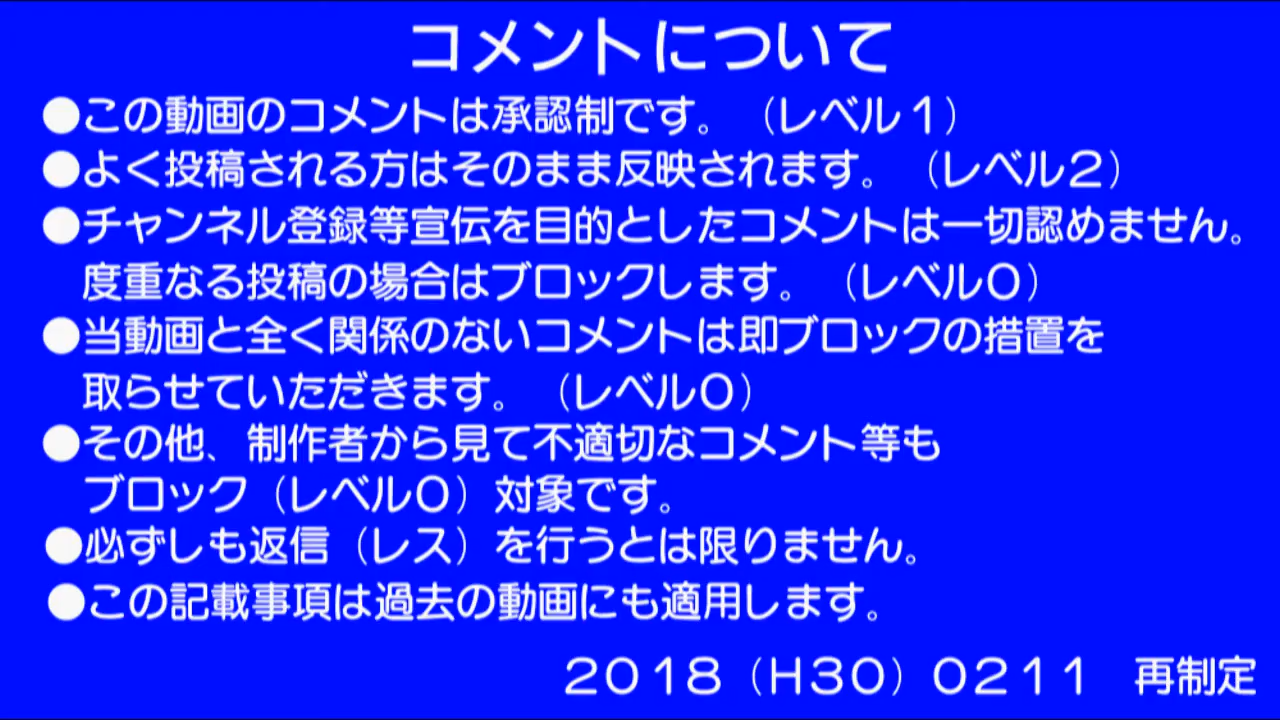 コメントについて
●この動画のコメントは承認制です。（レベル１）
●よく投稿される方はそのまま反映されます。（レベル２）
●チャンネル登録等宣伝を目的としたコメントは一切認めません。
度重なる投稿の場合はブロックします。（レベル０）
●当動画と全く関係のないコメントは即ブロックの措置を
取らせていただきます。（レベル０）
●その他、制作者から見て不適切なコメント等も
ブロック（レベル０）対象です。
●必ずしも返信（レス）を行うとは限りません。
●この記載事項は過去の動画にも適用します。
２０１８（Ｈ３０）０２１１　再制定